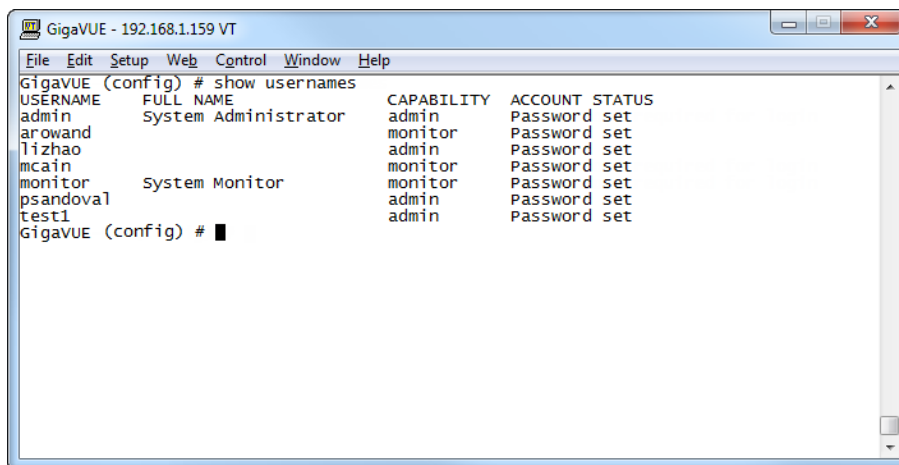 GigaVUE - 192.168.1.159 VT
File Edit Setup Web Control Window Help
GigaVUE (config) # show usernames
USERNAME FULL NAME CAPABILITY ACCOUNT STATUS
admin System Administrator admin Password set
arowand monitor Password set
lizhao admin Password set
mcain monitor Password set
monitor System Monitor monitor Password set
psandoval admin Password set
test1 admin Password set
GigaVUE (config) #